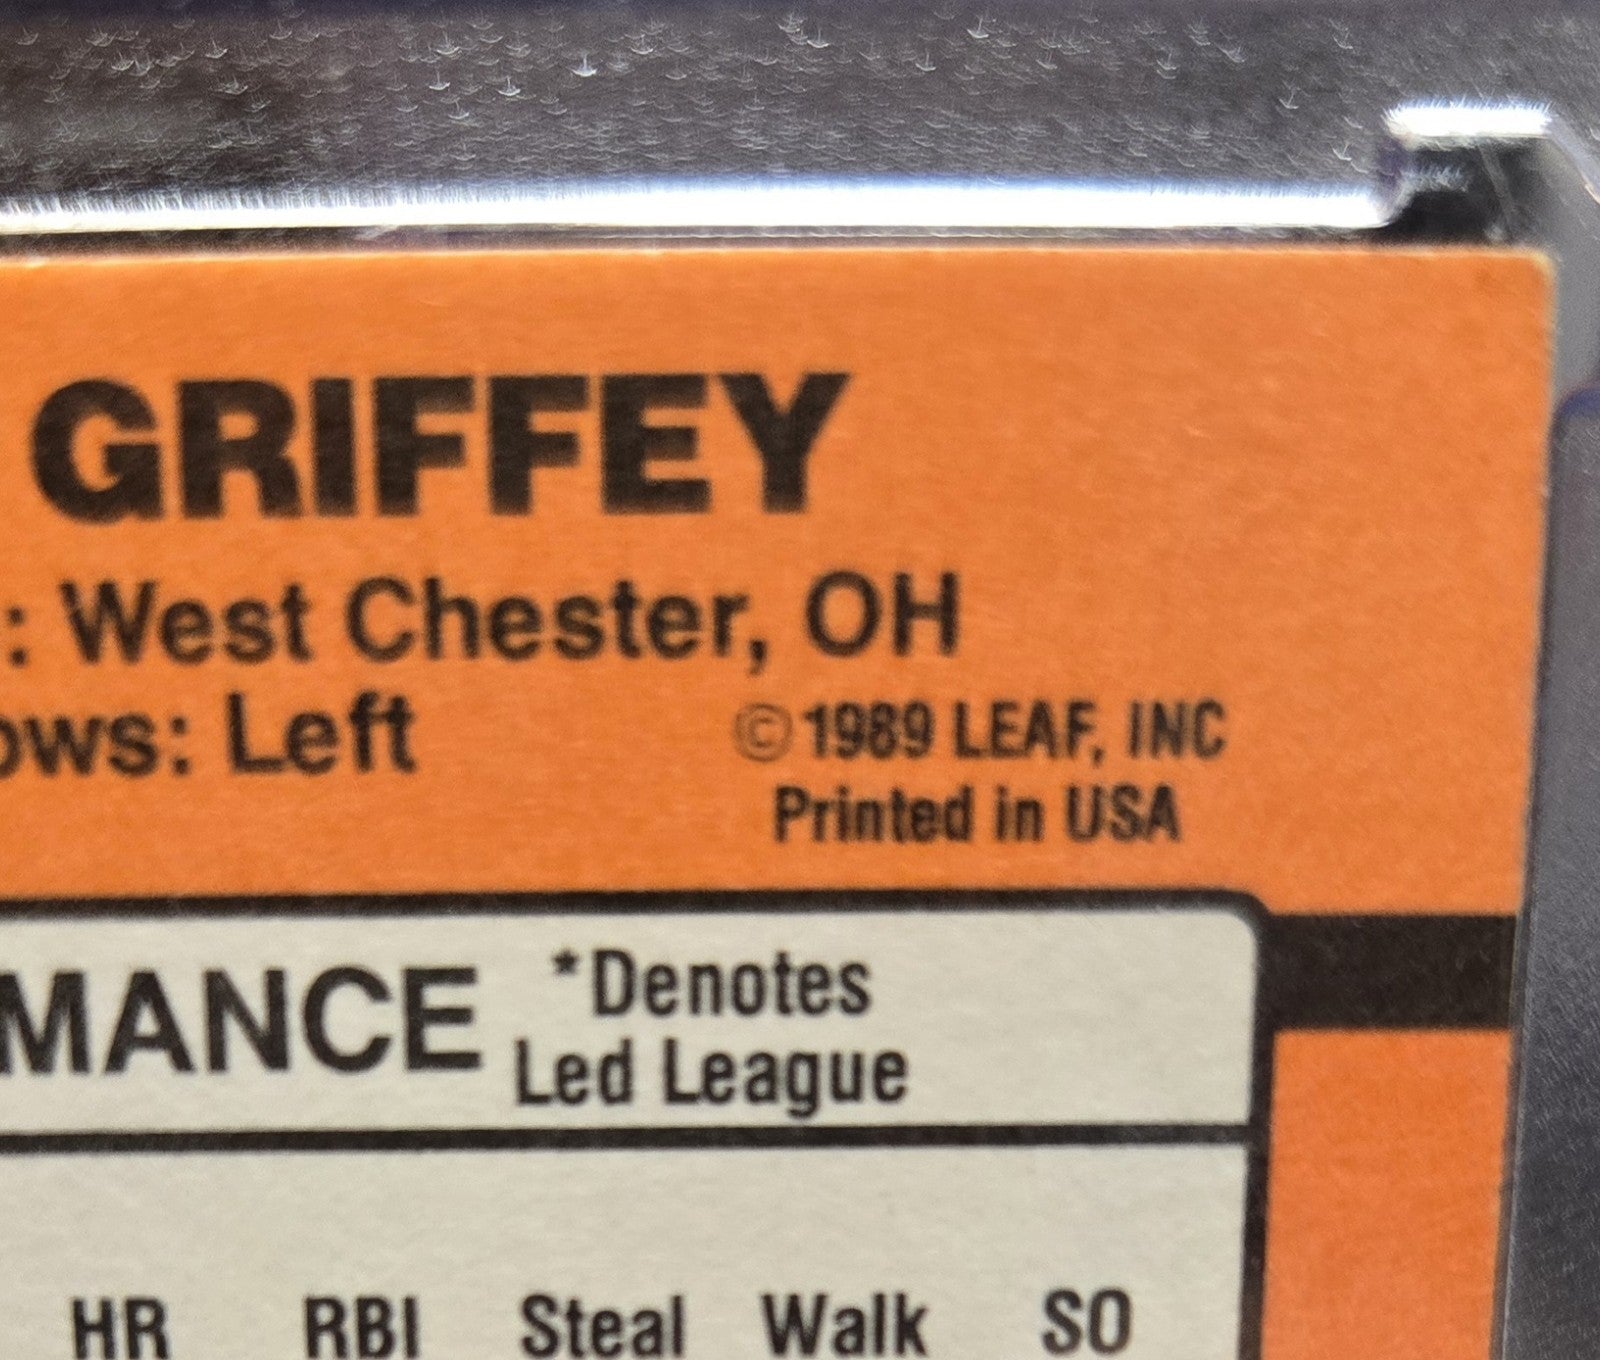 GRIFFEY
: West Chester, OH
ows: Left
© 1989 LEAF, INC
Printed in USA
MANCE *Denotes
Led League
HR RBI Steal Walk SO